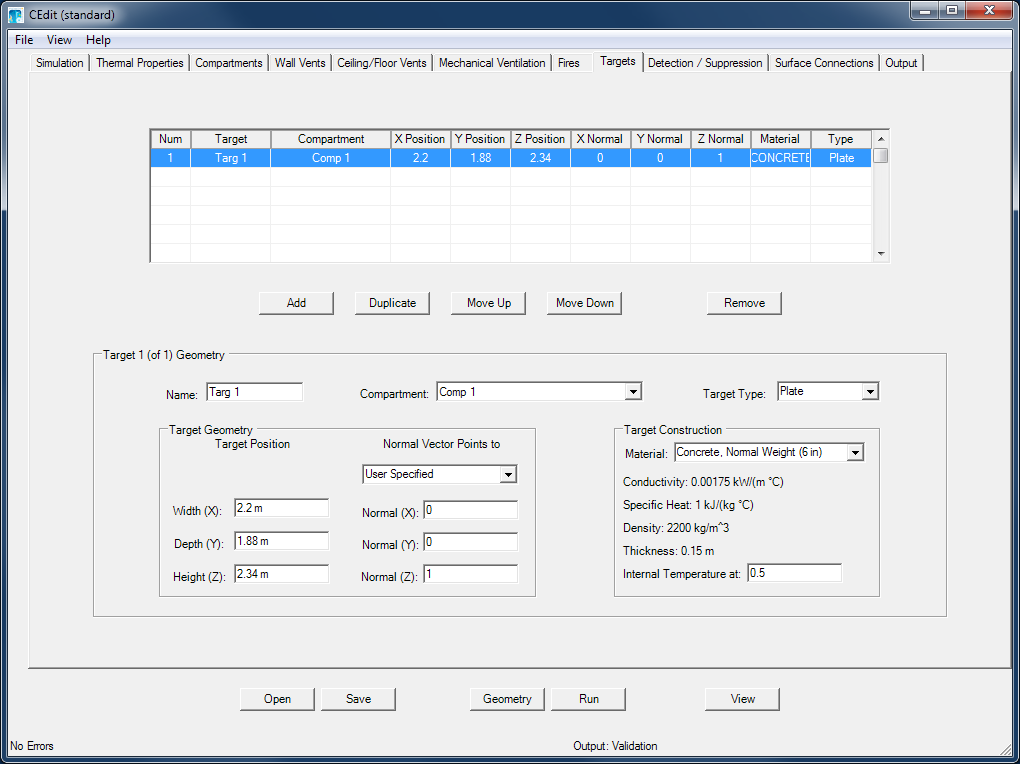 CEdit (standard)
File View Help
Simulation Thermal Properties Compartments Wall Vents Ceiling/Floor Vents Mechanical Ventilation Fires Targets Detection / Suppression Surface Connections Output
Num Target Compartment X Position Y Position Z Position X Normal Y Normal Z Normal Material Type
1 Targ 1 Comp 1 2.2 1.88 2.34 0 0 1 CONCRETE Plate
Add Duplicate Move Up Move Down Remove
Target 1 (of 1) Geometry
Name: Targ 1 Compartment: Comp 1 Target Type: Plate
Target Geometry Target Construction
Target Position Normal Vector Points to
Material: Concrete, Normal Weight (6 in)
User Specified
Conductivity: 0.00175 kW/(m °C)
Specific Heat: 1 kJ/(kg °C)
Width (X): 2.2 m Normal (X): 0
Density: 2200 kg/m^3
Depth (Y): 1.88 m Normal (Y): 0
Thickness: 0.15 m
Height (Z): 2.34 m Normal (Z): 1
Internal Temperature at: 0.5
Open Save Geometry Run View
No Errors Output: Validation